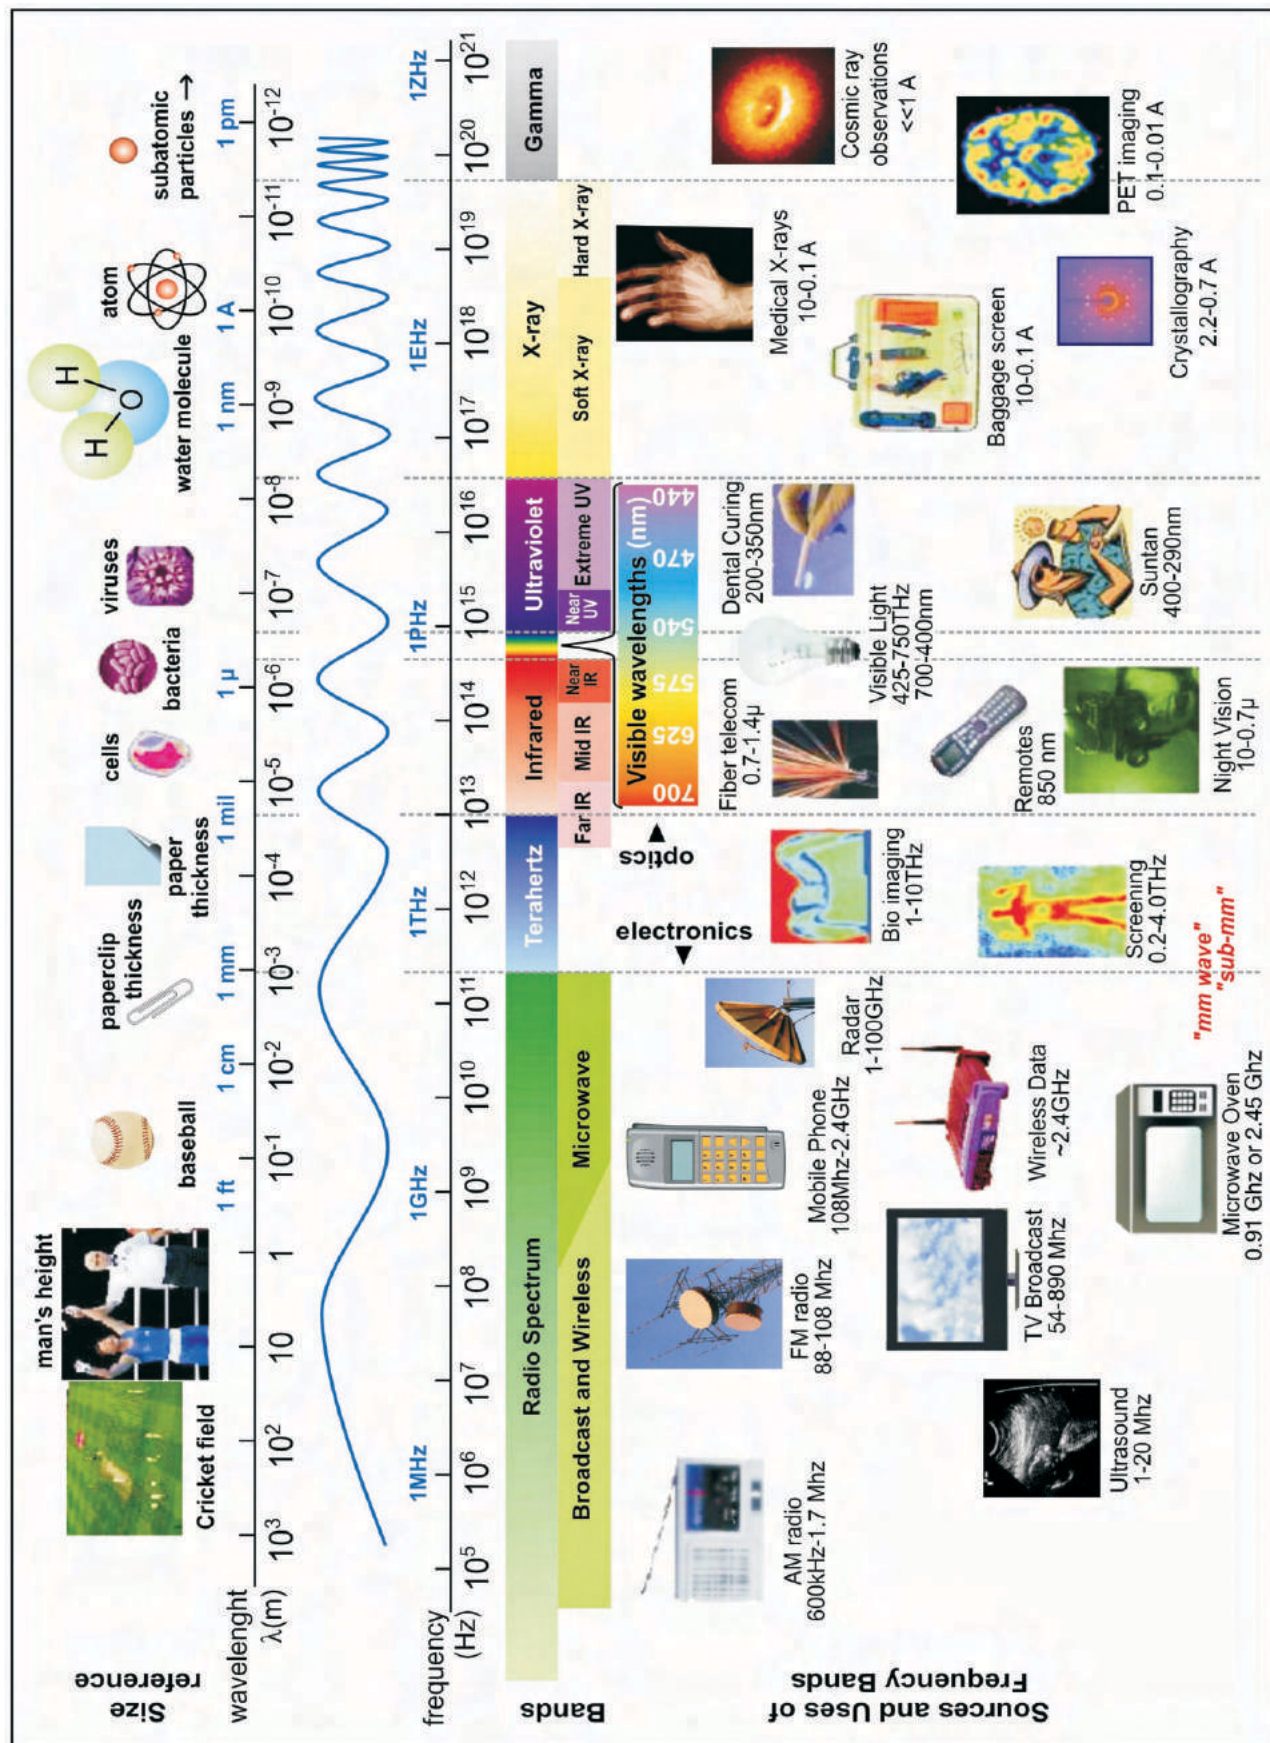 Size
reference
Cricket field
man's height
baseball
paperclip
thickness
paper
thickness
cells
bacteria
viruses
water molecule
H
O
H
atom
subatomic
particles →
wavelenght
λ(m)
1 ft
1 cm
1 mm
1 mil
1 µ
1 nm
1 A
1 pm
10³
10²
10
1
10⁻¹
10⁻²
10⁻³
10⁻⁴
10⁻⁵
10⁻⁶
10⁻⁷
10⁻⁸
10⁻⁹
10⁻¹⁰
10⁻¹¹
10⁻¹²
frequency
(Hz)
1MHz
1GHz
1THz
1PHz
1EHz
1ZHz
10⁵
10⁶
10⁷
10⁸
10⁹
10¹⁰
10¹¹
10¹²
10¹³
10¹⁴
10¹⁵
10¹⁶
10¹⁷
10¹⁸
10¹⁹
10²⁰
10²¹
Bands
Radio Spectrum
Terahertz
Infrared
Ultraviolet
X-ray
Gamma
Broadcast and Wireless
Microwave
Far IR
Mid IR
Near
IR
Near
UV
Extreme UV
Soft X-ray
Hard X-ray
Visible wavelengths (nm)
700
625
575
540
470
440
electronics
optics
Sources and Uses of
Frequency Bands
AM radio
600kHz-1.7 Mhz
FM radio
88-108 Mhz
Mobile Phone
108Mhz-2.4GHz
Radar
1-100GHz
Bio imaging
1-10THz
Fiber telecom
0.7-1.4µ
Visible Light
425-750THz
700-400nm
Dental Curing
200-350nm
Medical X-rays
10-0.1 A
Cosmic ray
observations
<<1 A
Baggage screen
10-0.1 A
PET imaging
0.1-0.01 A
Ultrasound
1-20 Mhz
TV Broadcast
54-890 Mhz
Wireless Data
~2.4GHz
Microwave Oven
0.91 Ghz or 2.45 Ghz
Screening
0.2-4.0THz
"mm wave"
"sub-mm"
Remotes
850 nm
Night Vision
10-0.7µ
Suntan
400-290nm
Crystallography
2.2-0.7 A